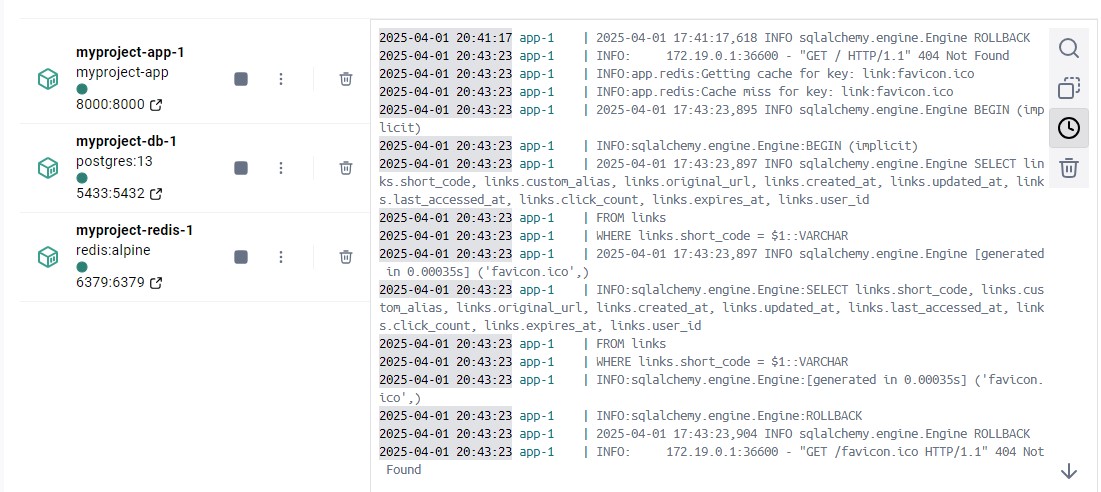 myproject-app-1
myproject-app
8000:8000
myproject-db-1
postgres:13
5433:5432
myproject-redis-1
redis:alpine
6379:6379
2025-04-01 20:41:17 app-1    | 2025-04-01 17:41:17,618 INFO sqlalchemy.engine.Engine ROLLBACK
2025-04-01 20:43:23 app-1    | INFO:     172.19.0.1:36600 - "GET / HTTP/1.1" 404 Not Found
2025-04-01 20:43:23 app-1    | INFO:app.redis:Getting cache for key: link:favicon.ico
2025-04-01 20:43:23 app-1    | INFO:app.redis:Cache miss for key: link:favicon.ico
2025-04-01 20:43:23 app-1    | 2025-04-01 17:43:23,895 INFO sqlalchemy.engine.Engine BEGIN (imp
licit)
2025-04-01 20:43:23 app-1    | INFO:sqlalchemy.engine.Engine:BEGIN (implicit)
2025-04-01 20:43:23 app-1    | 2025-04-01 17:43:23,897 INFO sqlalchemy.engine.Engine SELECT lin
ks.short_code, links.custom_alias, links.original_url, links.created_at, links.updated_at, link
s.last_accessed_at, links.click_count, links.expires_at, links.user_id
2025-04-01 20:43:23 app-1    | FROM links
2025-04-01 20:43:23 app-1    | WHERE links.short_code = $1::VARCHAR
2025-04-01 20:43:23 app-1    | 2025-04-01 17:43:23,897 INFO sqlalchemy.engine.Engine [generated
 in 0.00035s] ('favicon.ico',)
2025-04-01 20:43:23 app-1    | INFO:sqlalchemy.engine.Engine:SELECT links.short_code, links.cus
tom_alias, links.original_url, links.created_at, links.updated_at, links.last_accessed_at, link
s.click_count, links.expires_at, links.user_id
2025-04-01 20:43:23 app-1    | FROM links
2025-04-01 20:43:23 app-1    | WHERE links.short_code = $1::VARCHAR
2025-04-01 20:43:23 app-1    | INFO:sqlalchemy.engine.Engine:[generated in 0.00035s] ('favicon.
ico',)
2025-04-01 20:43:23 app-1    | INFO:sqlalchemy.engine.Engine:ROLLBACK
2025-04-01 20:43:23 app-1    | 2025-04-01 17:43:23,904 INFO sqlalchemy.engine.Engine ROLLBACK
2025-04-01 20:43:23 app-1    | INFO:     172.19.0.1:36600 - "GET /favicon.ico HTTP/1.1" 404 Not
 Found